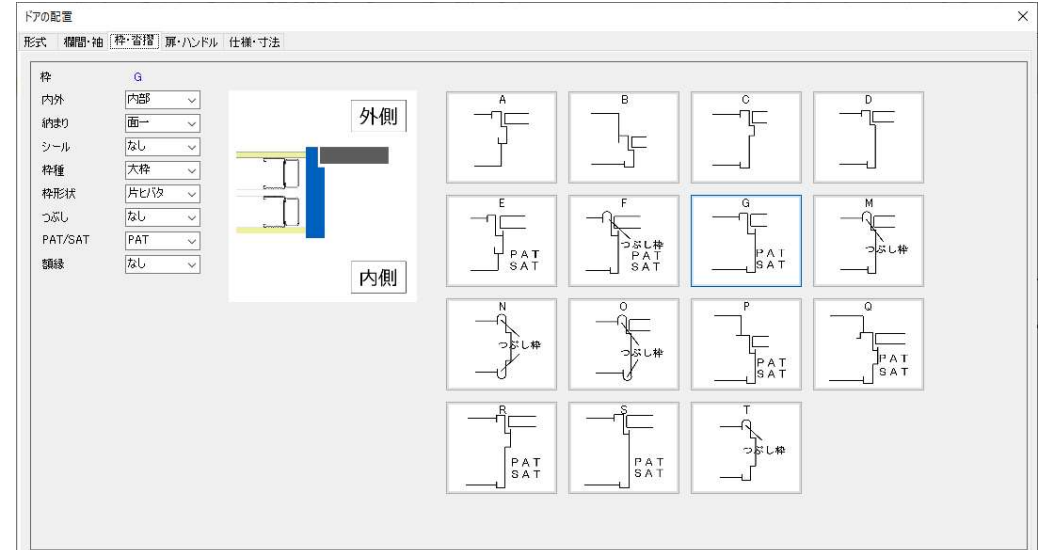 ドアの配置
形式 欄間・袖 枠・沓摺 扉・ハンドル 仕様・寸法
枠 G
内外 内部
納まり 面一
シール なし
枠種 大枠
枠形状 片ヒバタ
つぶし なし
PAT/SAT PAT
額縁 なし
外側
内側
A
B
C
D
E
PAT
SAT
F
つぶし枠
PAT
SAT
G
PAT
SAT
M
つぶし枠
N
つぶし枠
O
つぶし枠
P
PAT
SAT
Q
PAT
SAT
R
PAT
SAT
S
PAT
SAT
T
つぶし枠